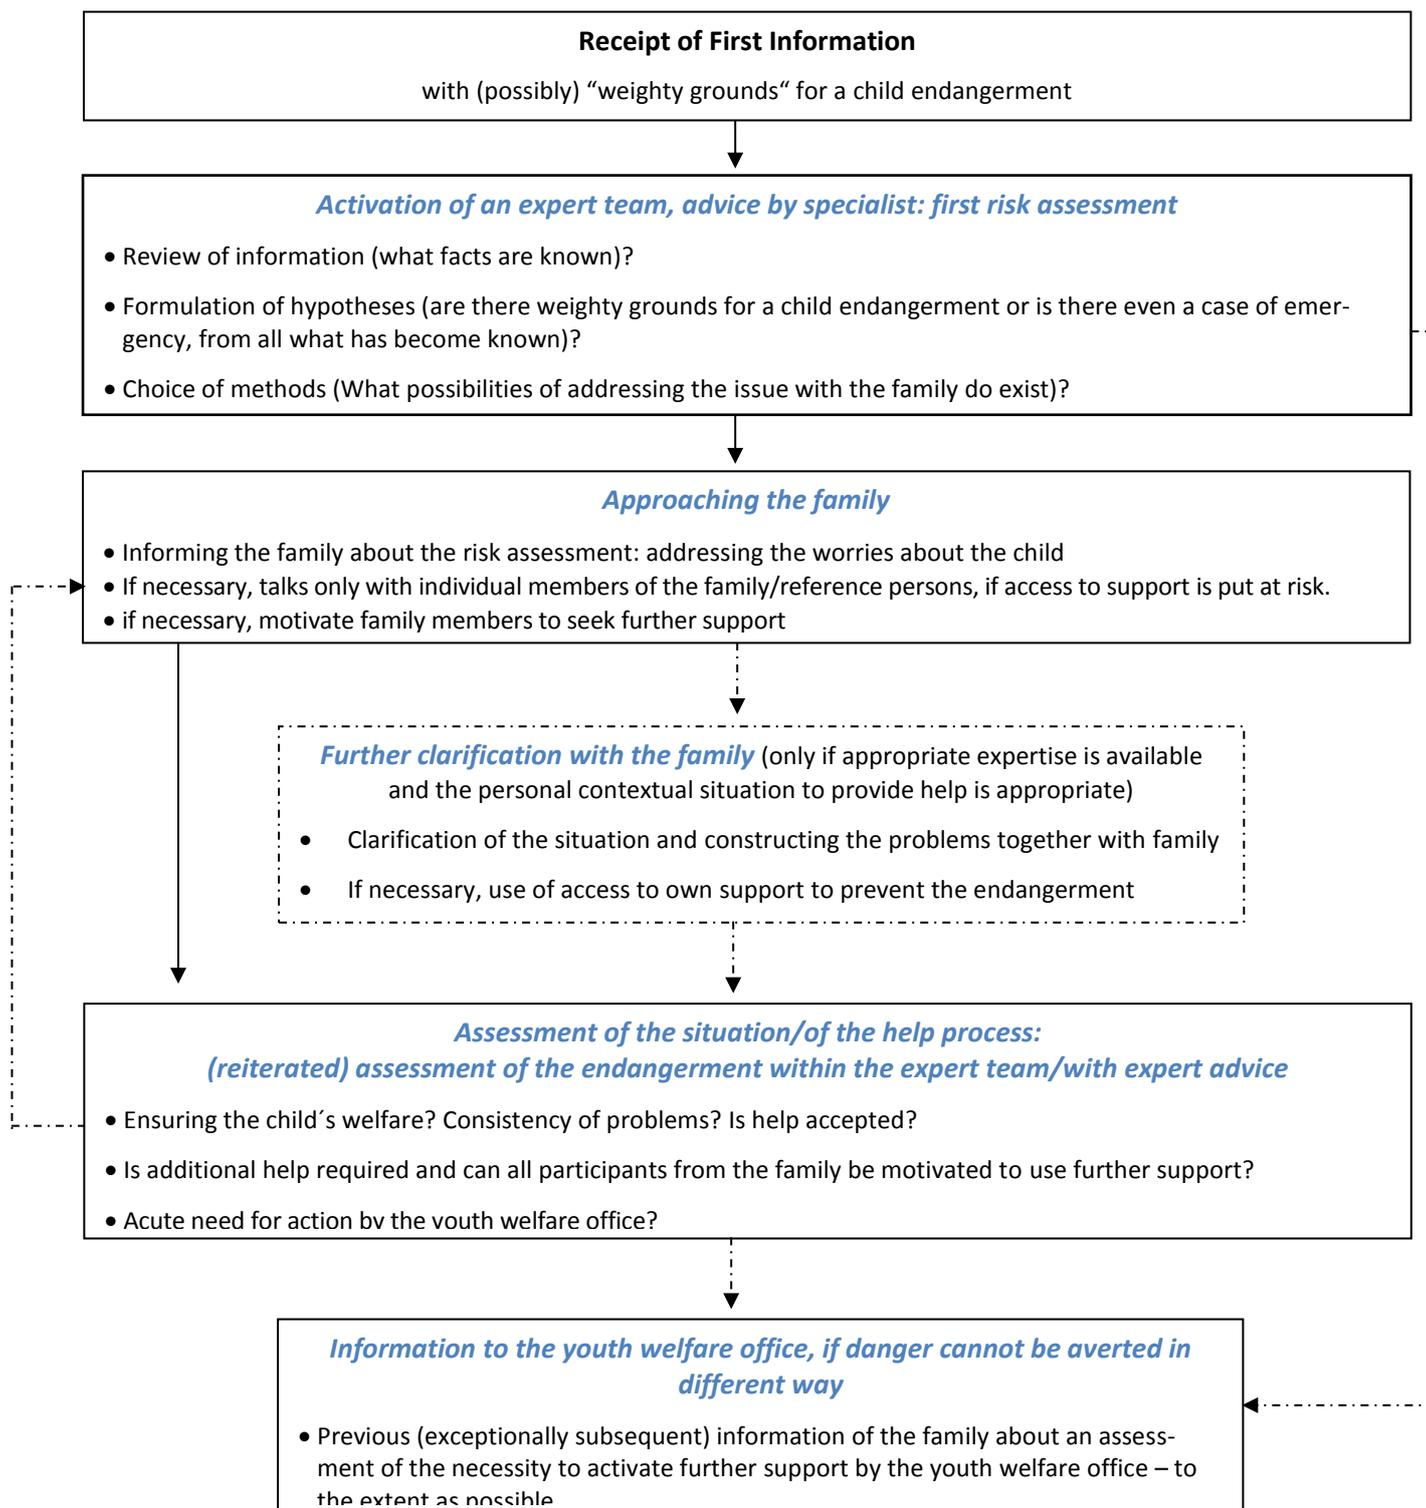 Receipt of First Information
with (possibly) “weighty grounds“ for a child endangerment
Activation of an expert team, advice by specialist: first risk assessment
• Review of information (what facts are known)?
• Formulation of hypotheses (are there weighty grounds for a child endangerment or is there even a case of emer-
gency, from all what has become known)?
• Choice of methods (What possibilities of addressing the issue with the family do exist)?
Approaching the family
• Informing the family about the risk assessment: addressing the worries about the child
• If necessary, talks only with individual members of the family/reference persons, if access to support is put at risk.
• if necessary, motivate family members to seek further support
Further clarification with the family (only if appropriate expertise is available
and the personal contextual situation to provide help is appropriate)
• Clarification of the situation and constructing the problems together with family
• If necessary, use of access to own support to prevent the endangerment
Assessment of the situation/of the help process:
(reiterated) assessment of the endangerment within the expert team/with expert advice
• Ensuring the child´s welfare? Consistency of problems? Is help accepted?
• Is additional help required and can all participants from the family be motivated to use further support?
• Acute need for action by the youth welfare office?
Information to the youth welfare office, if danger cannot be averted in
different way
• Previous (exceptionally subsequent) information of the family about an assess-
ment of the necessity to activate further support by the youth welfare office – to
the extent as possible